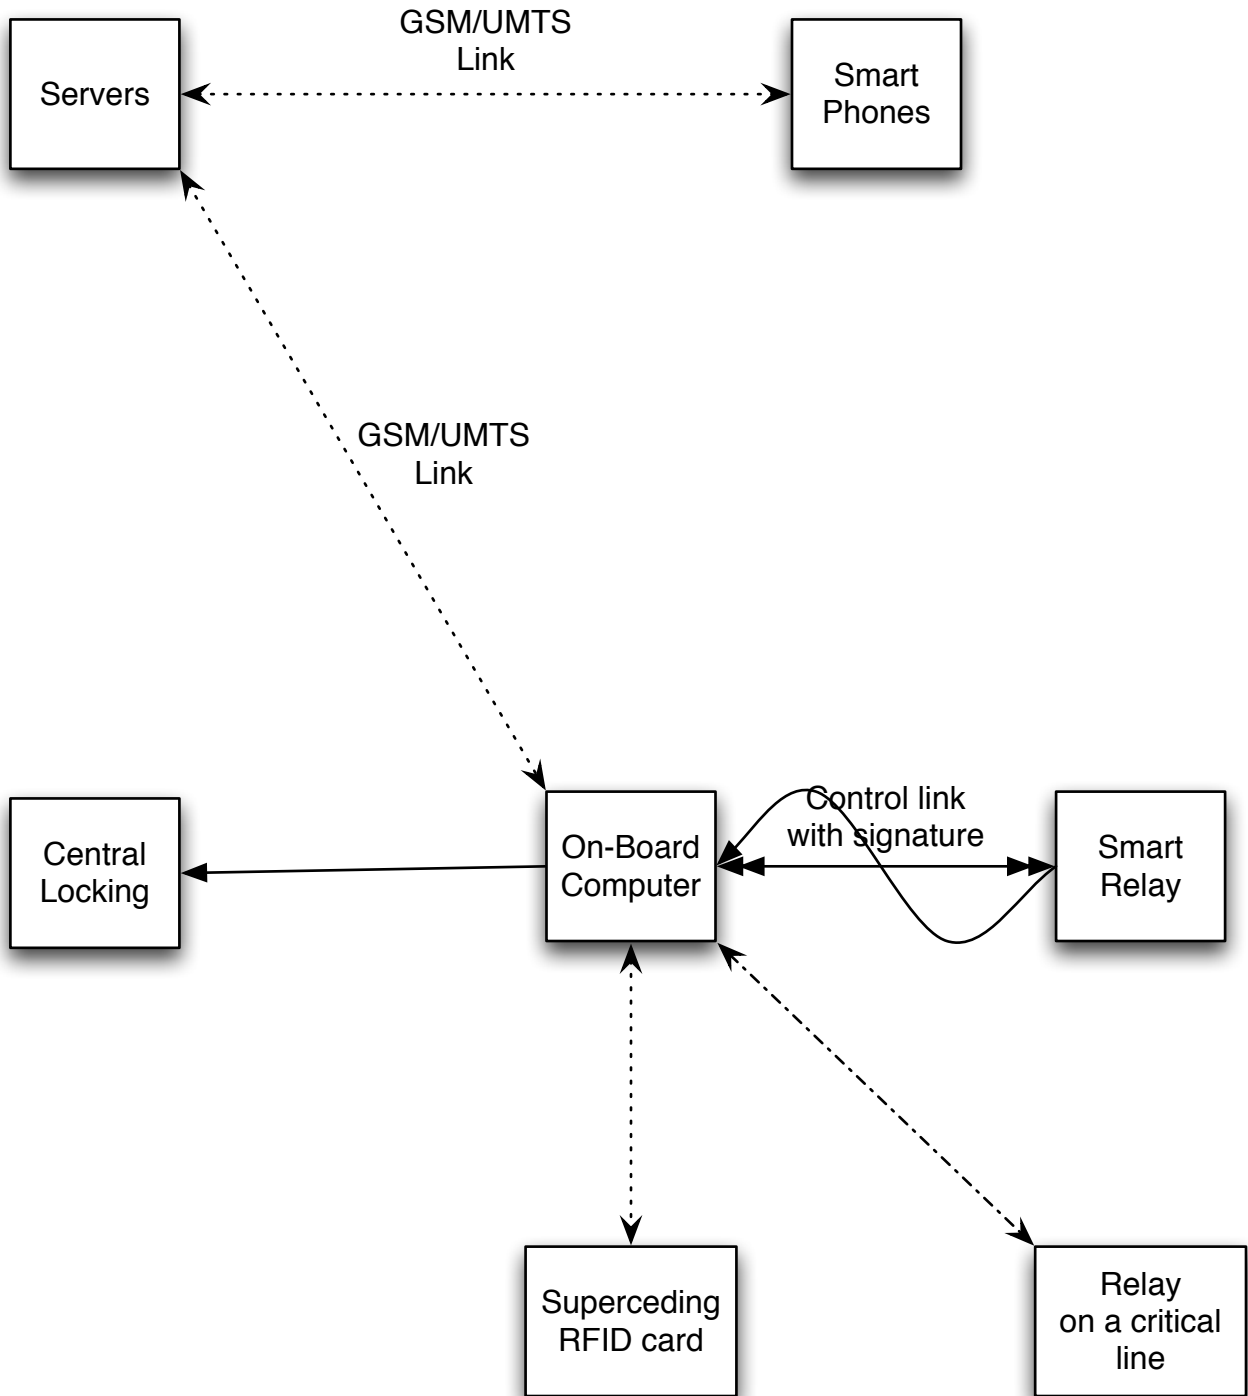 GSM/UMTS
Link
Servers
Smart
Phones
GSM/UMTS
Link
Central
Locking
On-Board
Computer
Control link
with signature
Smart
Relay
Superceding
RFID card
Relay
on a critical
line